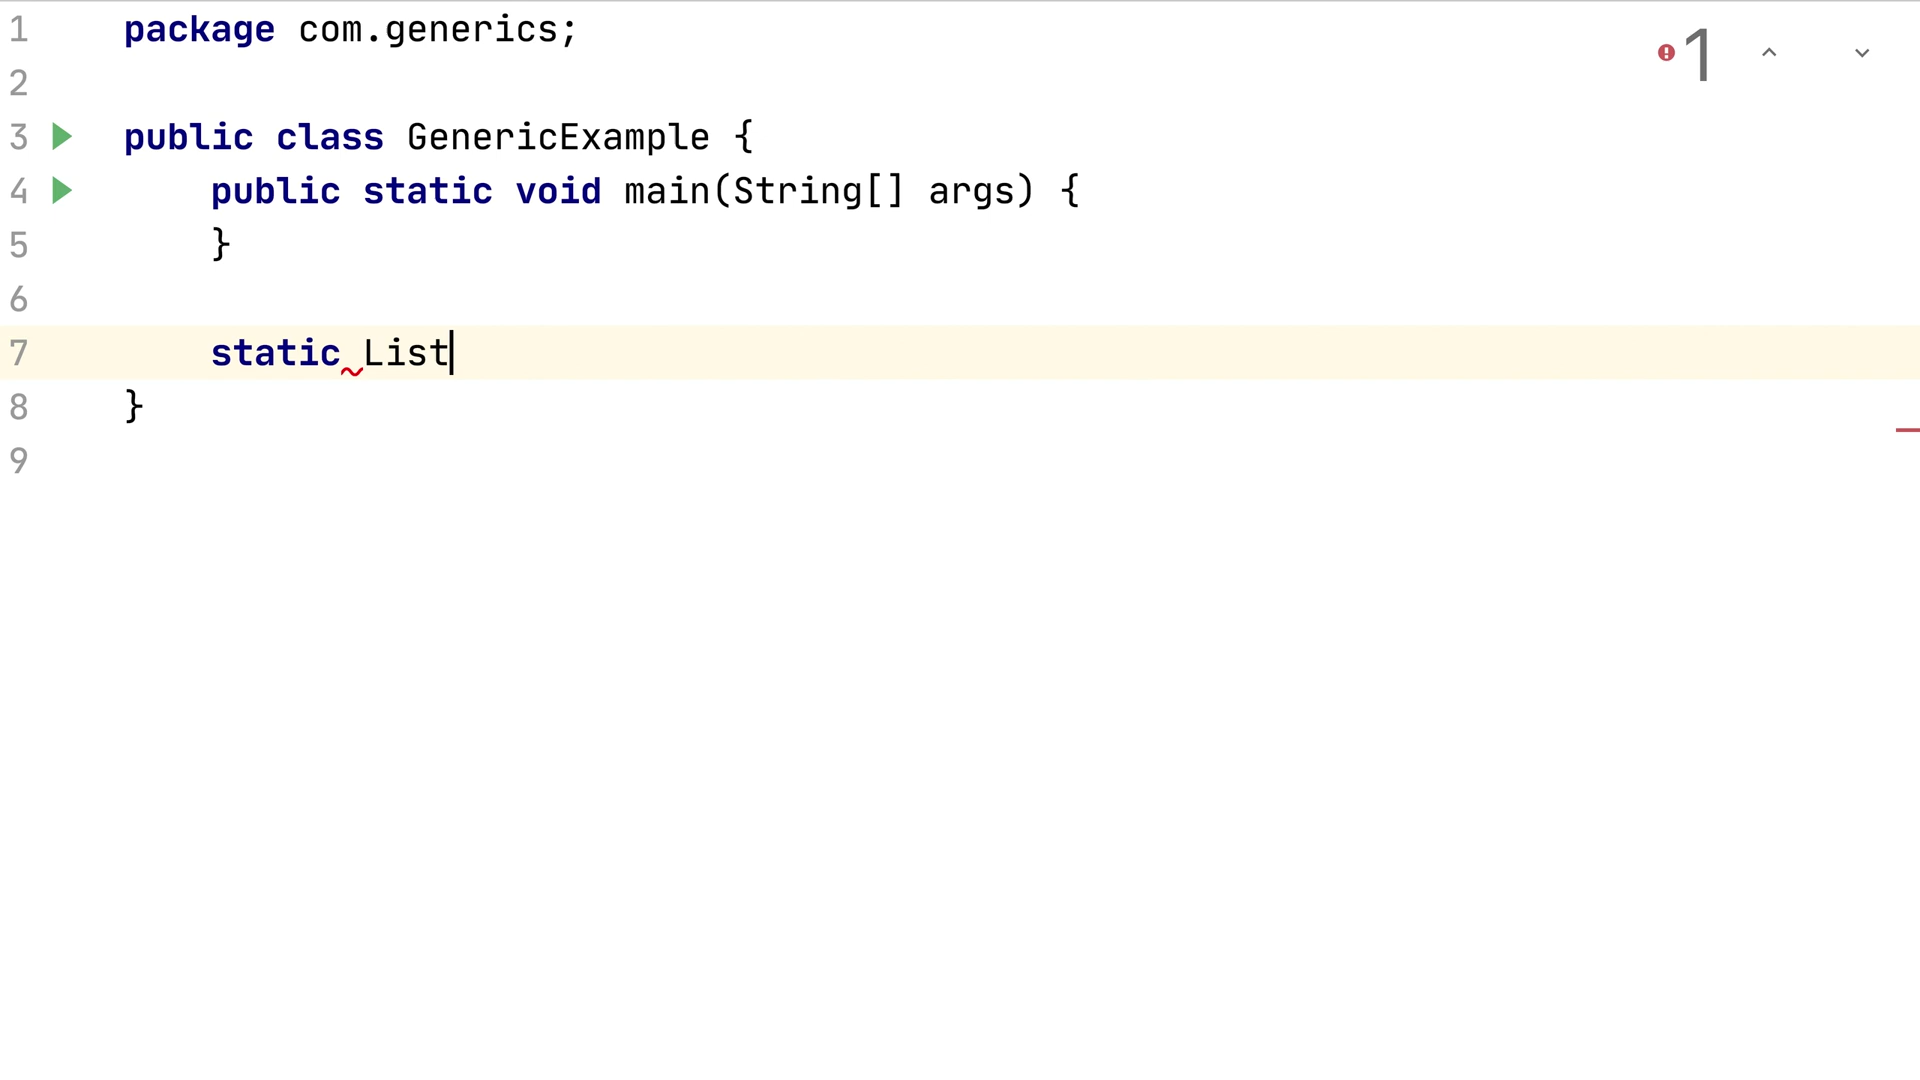 1 package com.generics;
2
3 public class GenericExample {
4 public static void main(String[] args) {
5 }
6
7 static List
8 }
9
1